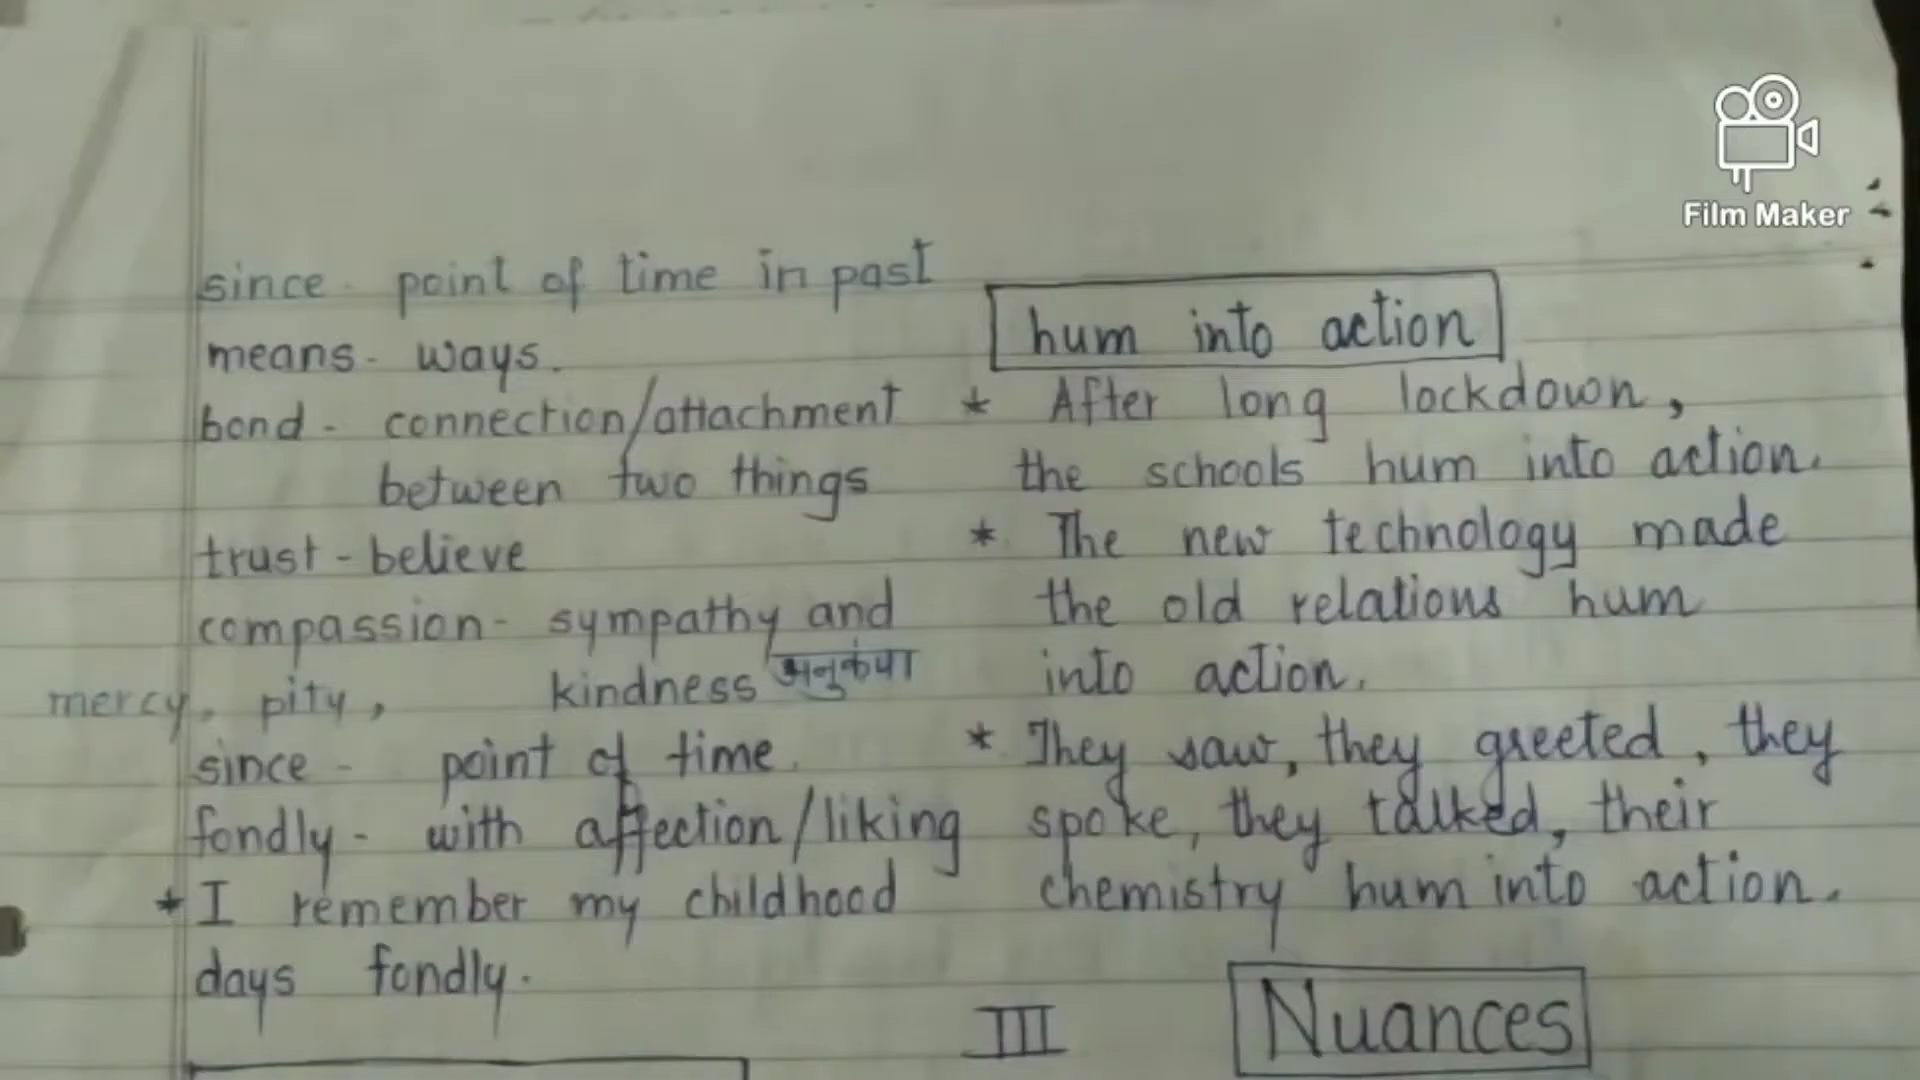 Film Maker
since - point of time in past
means - ways.
bond - connection/attachment
between two things
trust - believe
compassion - sympathy and
mercy, pity, kindness अनुकंपा
since - point of time.
fondly - with affection/liking
* I remember my childhood
days fondly.
hum into action
* After long lockdown,
the schools hum into action.
* The new technology made
the old relations hum
into action.
* They saw, they greeted, they
spoke, they talked, their
chemistry hum into action.
III Nuances